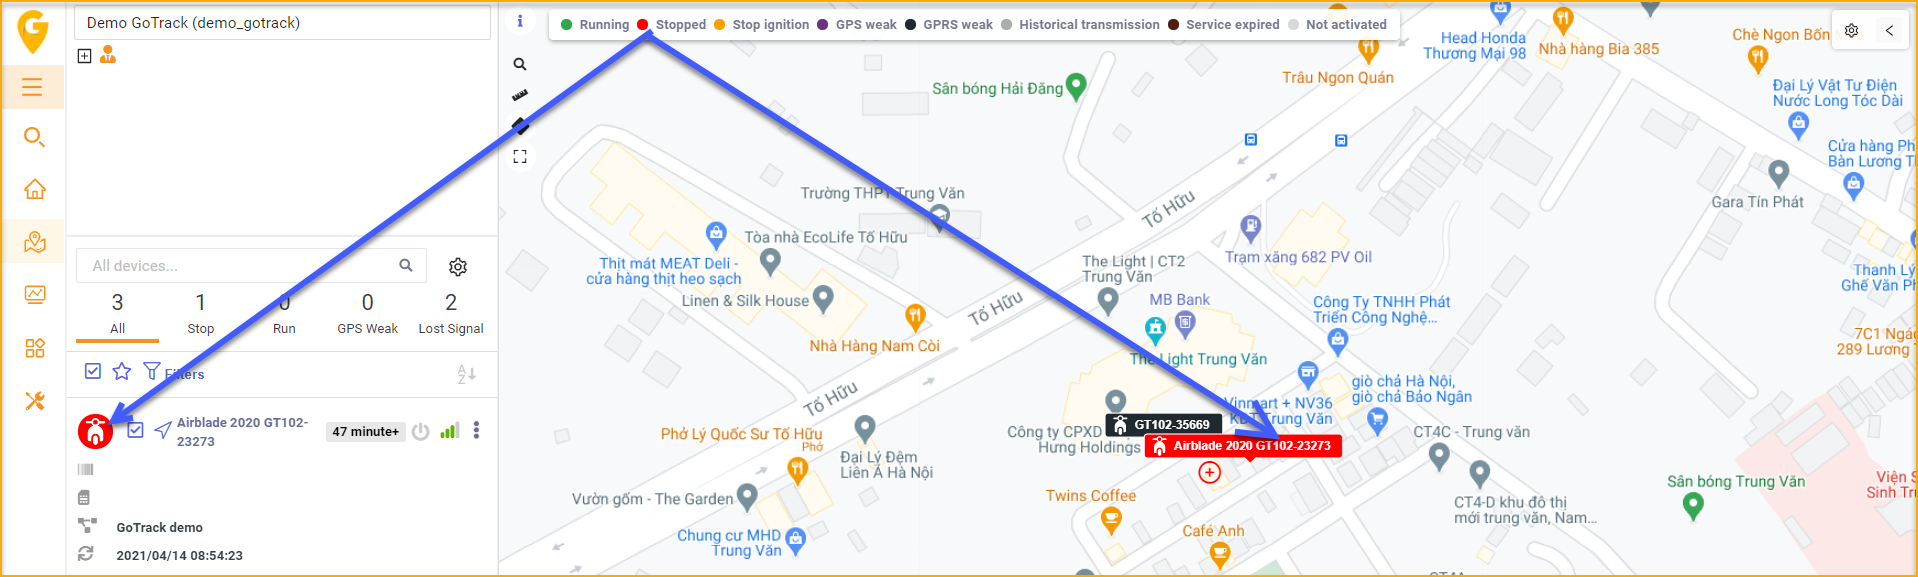 Demo GoTrack (demo_gotrack)
All devices...
3
1
0
0
2
All
Stop
Run
GPS Weak
Lost Signal
Filters
A
Z
Airblade 2020 GT102-
23273
47 minute+
GoTrack demo
2021/04/14 08:54:23
i
Running
Stopped
Stop ignition
GPS weak
GPRS weak
Historical transmission
Service expired
Not activated
Head Honda
Thương Mại 98
Nhà hàng Bia 385
Chè Ngon Bốn
Trâu Ngon Quán
Sân bóng Hải Đăng
Đại Lý Vật Tư Điện
Nước Long Tóc Dài
Cửa hàng Ph
Bàn Lương T
Trường THPT Trung Văn
Gara Tín Phát
Tố Hữu
Tòa nhà EcoLife Tố Hữu
Thịt mát MEAT Deli -
cửa hàng thịt heo sạch
Trạm xăng 682 PV Oil
The Light | CT2
Trung Văn
Thanh Lý
Ghế Văn Ph
Linen & Silk House
Tố Hữu
MB Bank
Công Ty TNHH Phát
Triển Công Nghệ...
Nhà Hàng Nam Còi
The Light Trung Văn
7C1 Ngác
289 Lương T
Tố Hữu
giò chả Hà Nội,
giò chả Bảo Ngân
Vinmart + NV36
KĐT Trung Văn
GT102-35669
Airblade 2020 GT102-23273
Công ty CPXD
Hưng Holdings
CT4C - Trung văn
Phở Lý Quốc Sư Tố Hữu
Phở
Đại Lý Đệm
Liên Á Hà Nội
Viện S
Sinh Tr
Sân bóng Trung Văn
Vườn gốm - The Garden
Twins Coffee
CT4-D khu đô thị
mới trung văn, Nam...
Chung cư MHD
Trung Văn
Café Anh
CT4A